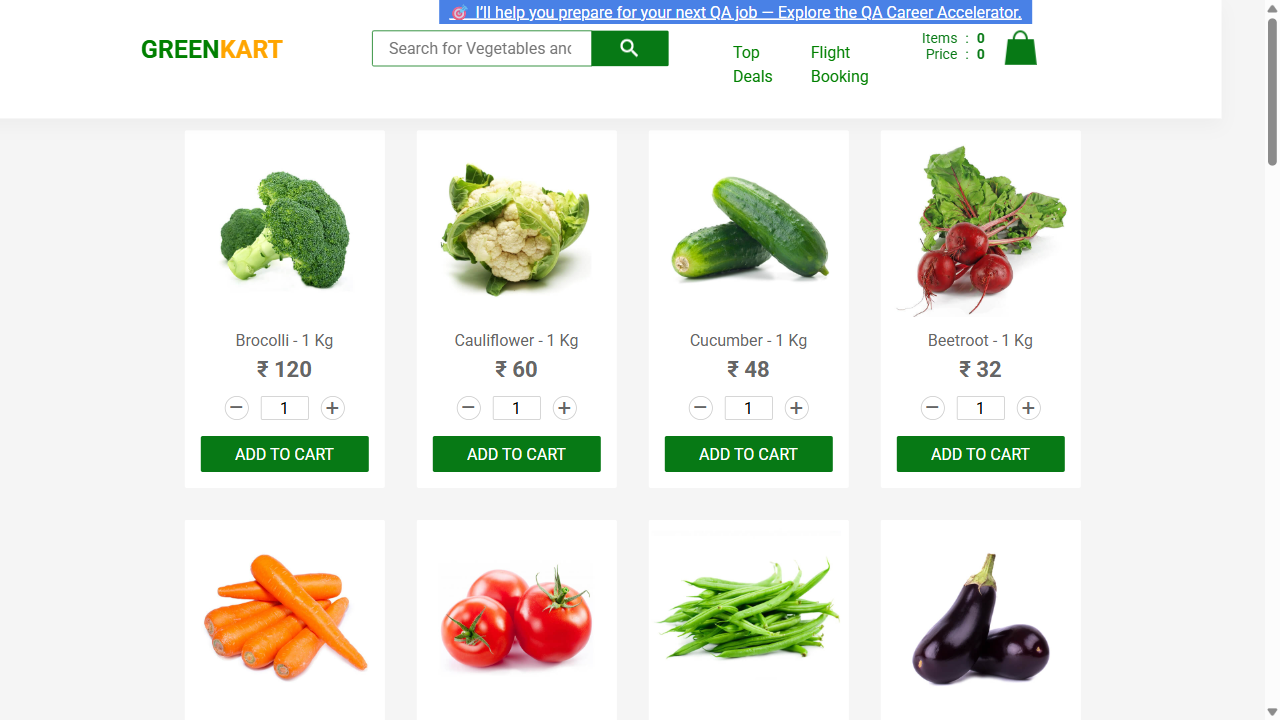 🎯 I'll help you prepare for your next QA job — Explore the QA Career Accelerator.
GREENKART
Search for Vegetables and
Top
Deals
Flight
Booking
Items : 0
Price : 0
Brocolli - 1 Kg
₹ 120
− 1 +
ADD TO CART
Cauliflower - 1 Kg
₹ 60
− 1 +
ADD TO CART
Cucumber - 1 Kg
₹ 48
− 1 +
ADD TO CART
Beetroot - 1 Kg
₹ 32
− 1 +
ADD TO CART